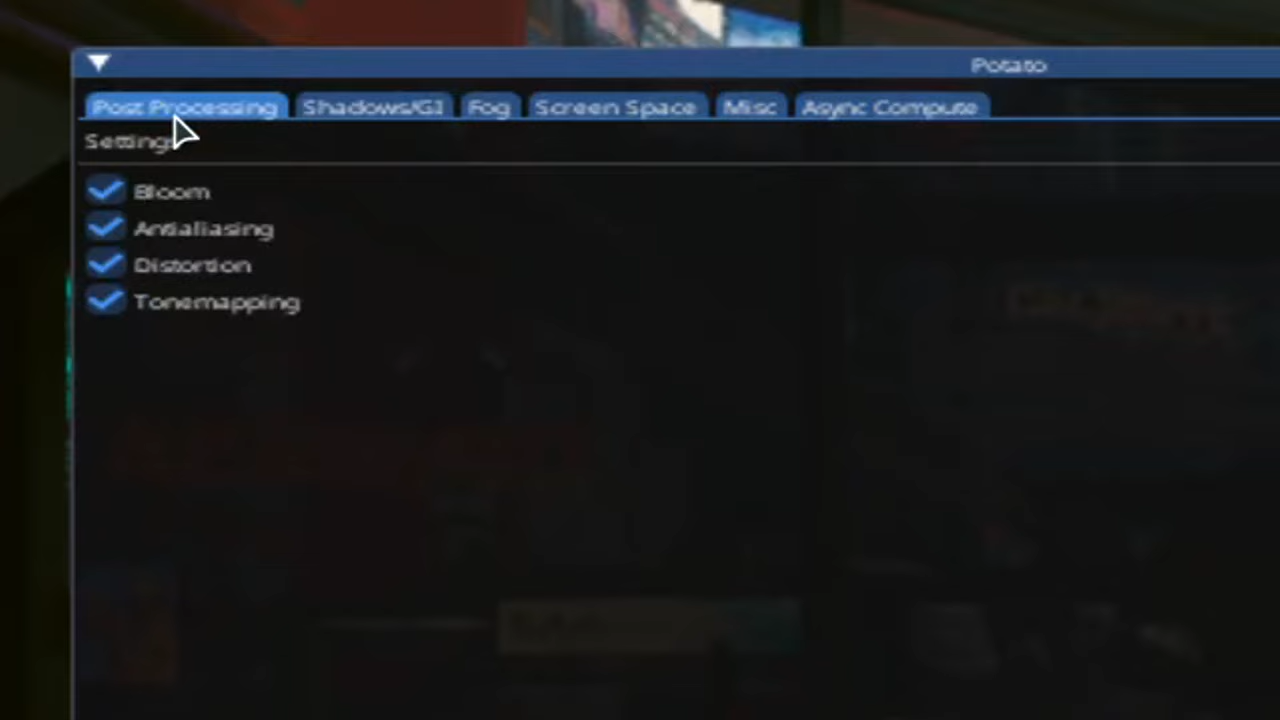 Potato
Post Processing Shadows/GI Fog Screen Space Misc Async Compute
Settings
Bloom
Antialiasing
Distortion
Tonemapping